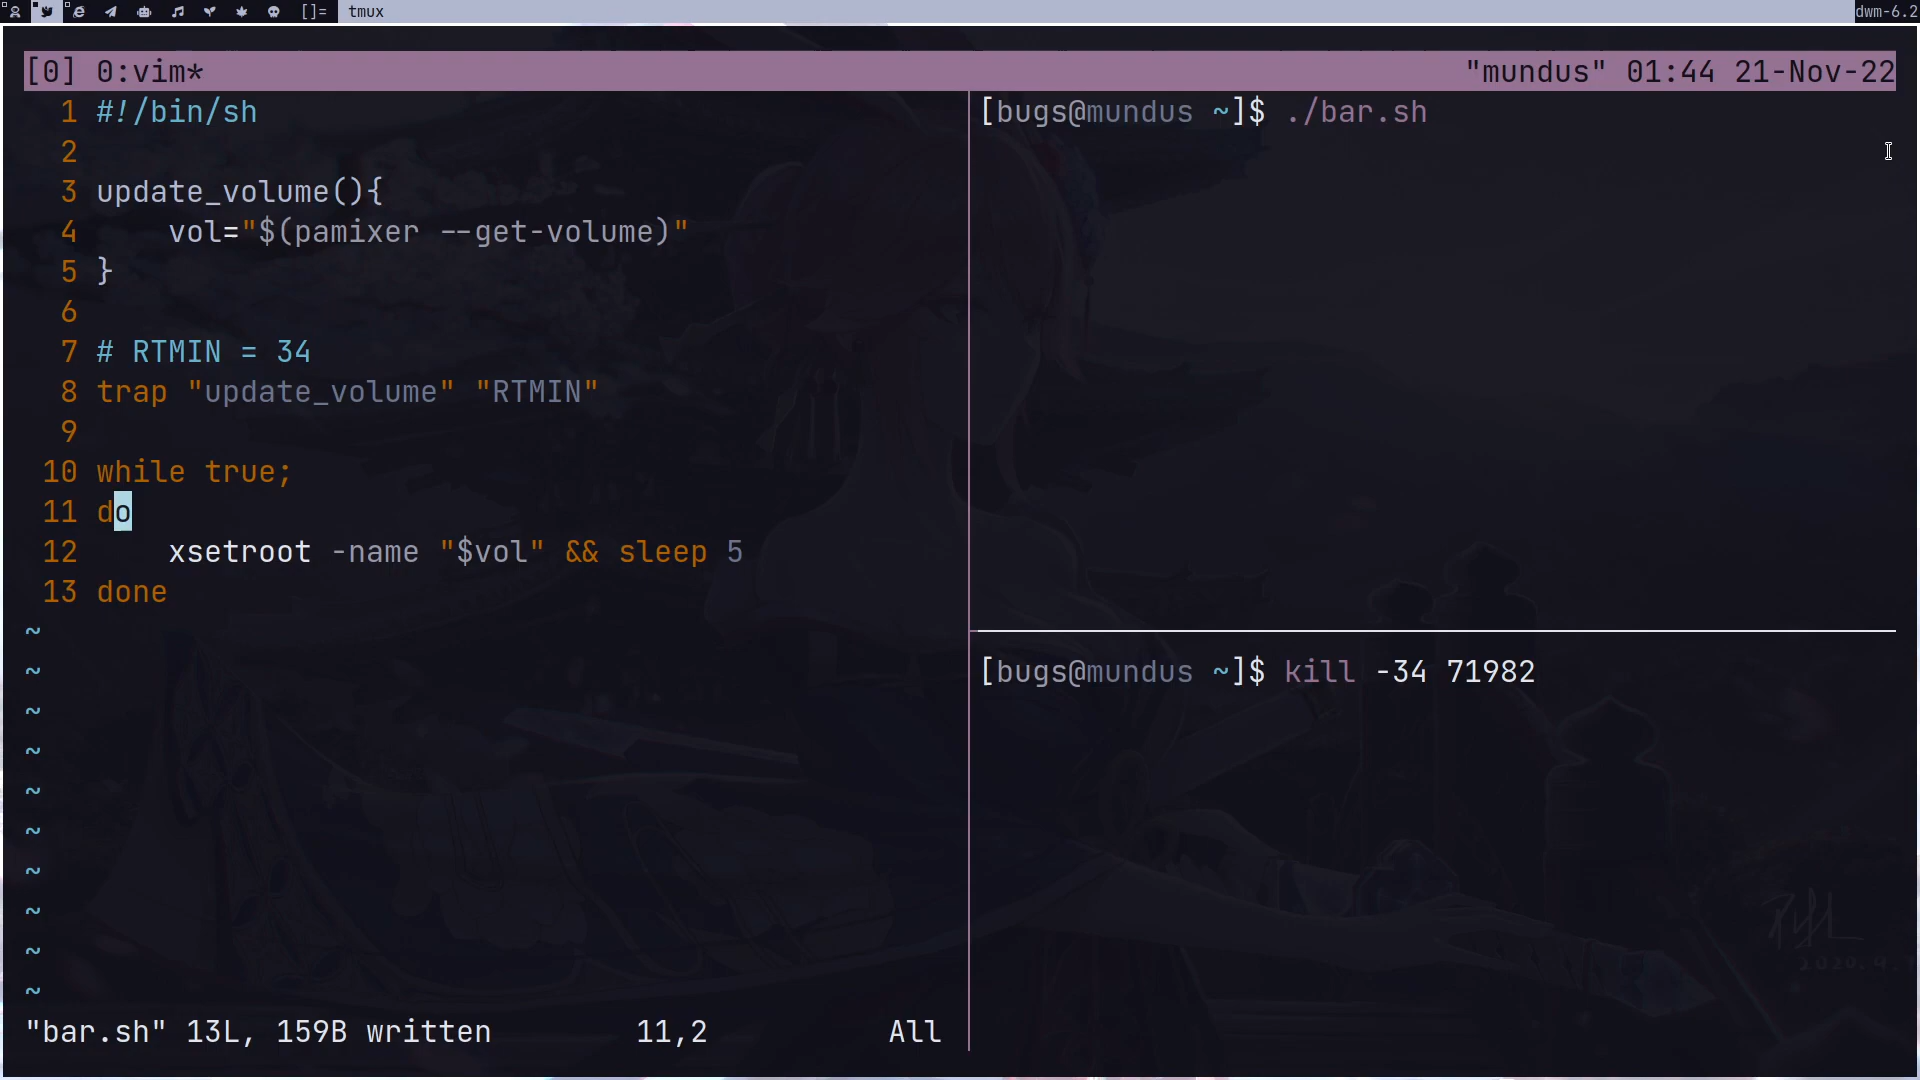 []= tmux dwm-6.2
[0] 0:vim* "mundus" 01:44 21-Nov-22
1 #!/bin/sh
2
3 update_volume(){
4     vol="$(pamixer --get-volume)"
5 }
6
7 # RTMIN = 34
8 trap "update_volume" "RTMIN"
9
10 while true;
11 do
12     xsetroot -name "$vol" && sleep 5
13 done
~
~
~
~
~
~
~
~
~
~
"bar.sh" 13L, 159B written 11,2 All
[bugs@mundus ~]$ ./bar.sh
[bugs@mundus ~]$ kill -34 71982